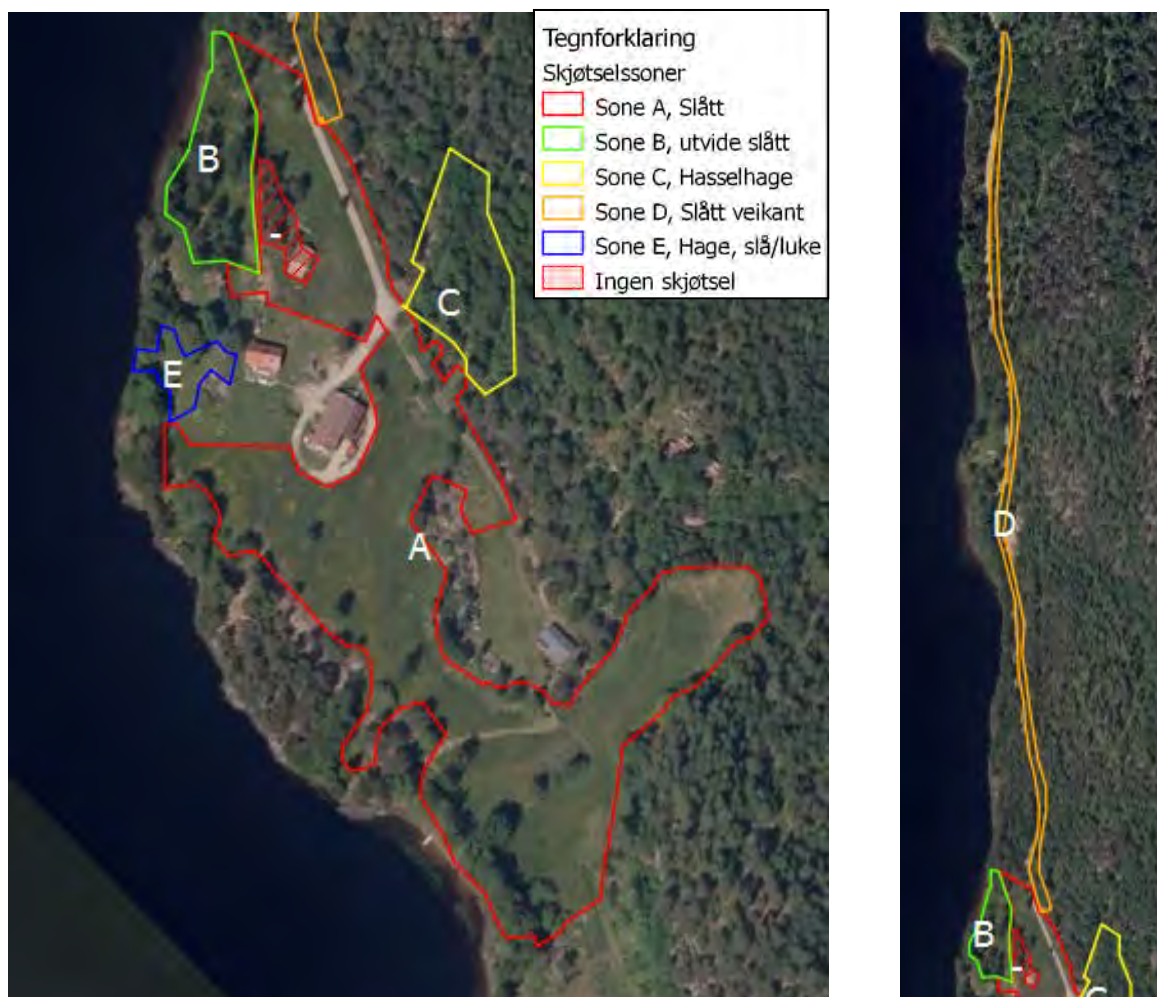 Tegnforklaring
Skjøtselssoner
Sone A, Slått
Sone B, utvide slått
Sone C, Hasselhage
Sone D, Slått veikant
Sone E, Hage, slå/luke
Ingen skjøtsel
B
-
C
E
A
D
B
-
C